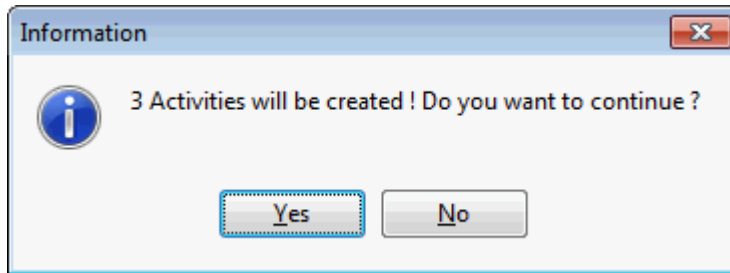 Information
3 Activities will be created ! Do you want to continue ?
Yes
No